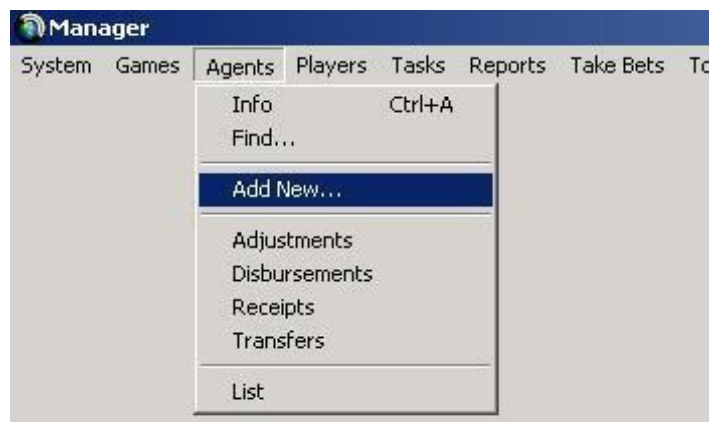 Manager
System Games Agents Players Tasks Reports Take Bets
Info Ctrl+A
Find...
Add New...
Adjustments
Disbursements
Receipts
Transfers
List